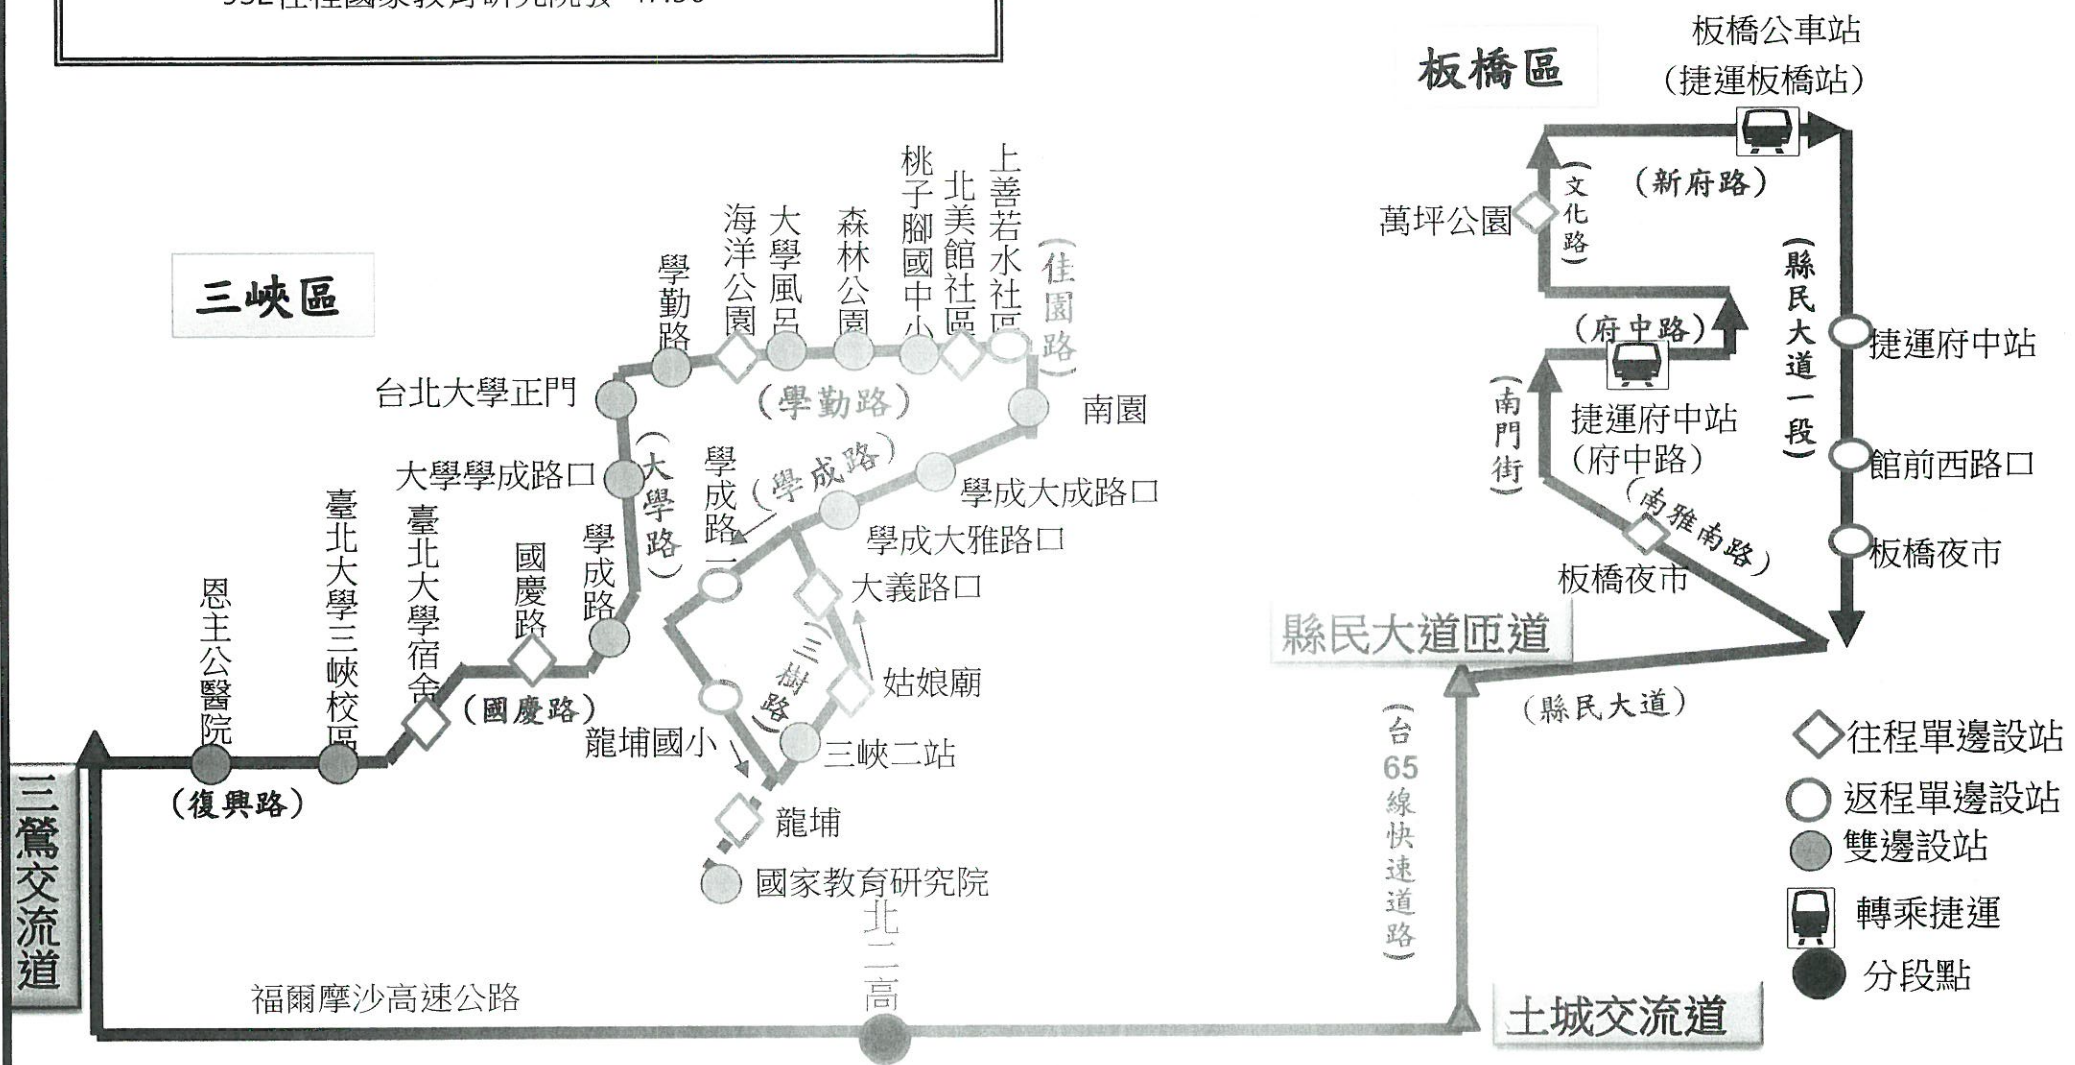 932往程國家教育研究院發
板橋公車站
(捷運板橋站)
板橋區
三峽區
(文化路)
(新府路)
萬坪公園
(縣民大道一段)
(府中路)
捷運府中站
捷運府中站
(府中路)
(南門街)
館前西路口
(南雅南路)
板橋夜市
板橋夜市
縣民大道匝道
(縣民大道)
(台65線快速道路)
土城交流道
上善若水社區
北美館社區
桃子腳國中小
森林公園
大學風呂
海洋公園
學勤路
(佳園路)
(學勤路)
南園
台北大學正門
大學學成路口
(大學路)
學成路一
(學成路)
學成大成路口
學成大雅路口
大義路口
(三樹路)
姑娘廟
三峽二站
龍埔國小
龍埔
國家教育研究院
學成路
國慶路
(國慶路)
臺北大學宿舍
臺北大學三峽校區
恩主公醫院
(復興路)
三鶯交流道
福爾摩沙高速公路
北二高
往程單邊設站
返程單邊設站
雙邊設站
轉乘捷運
分段點